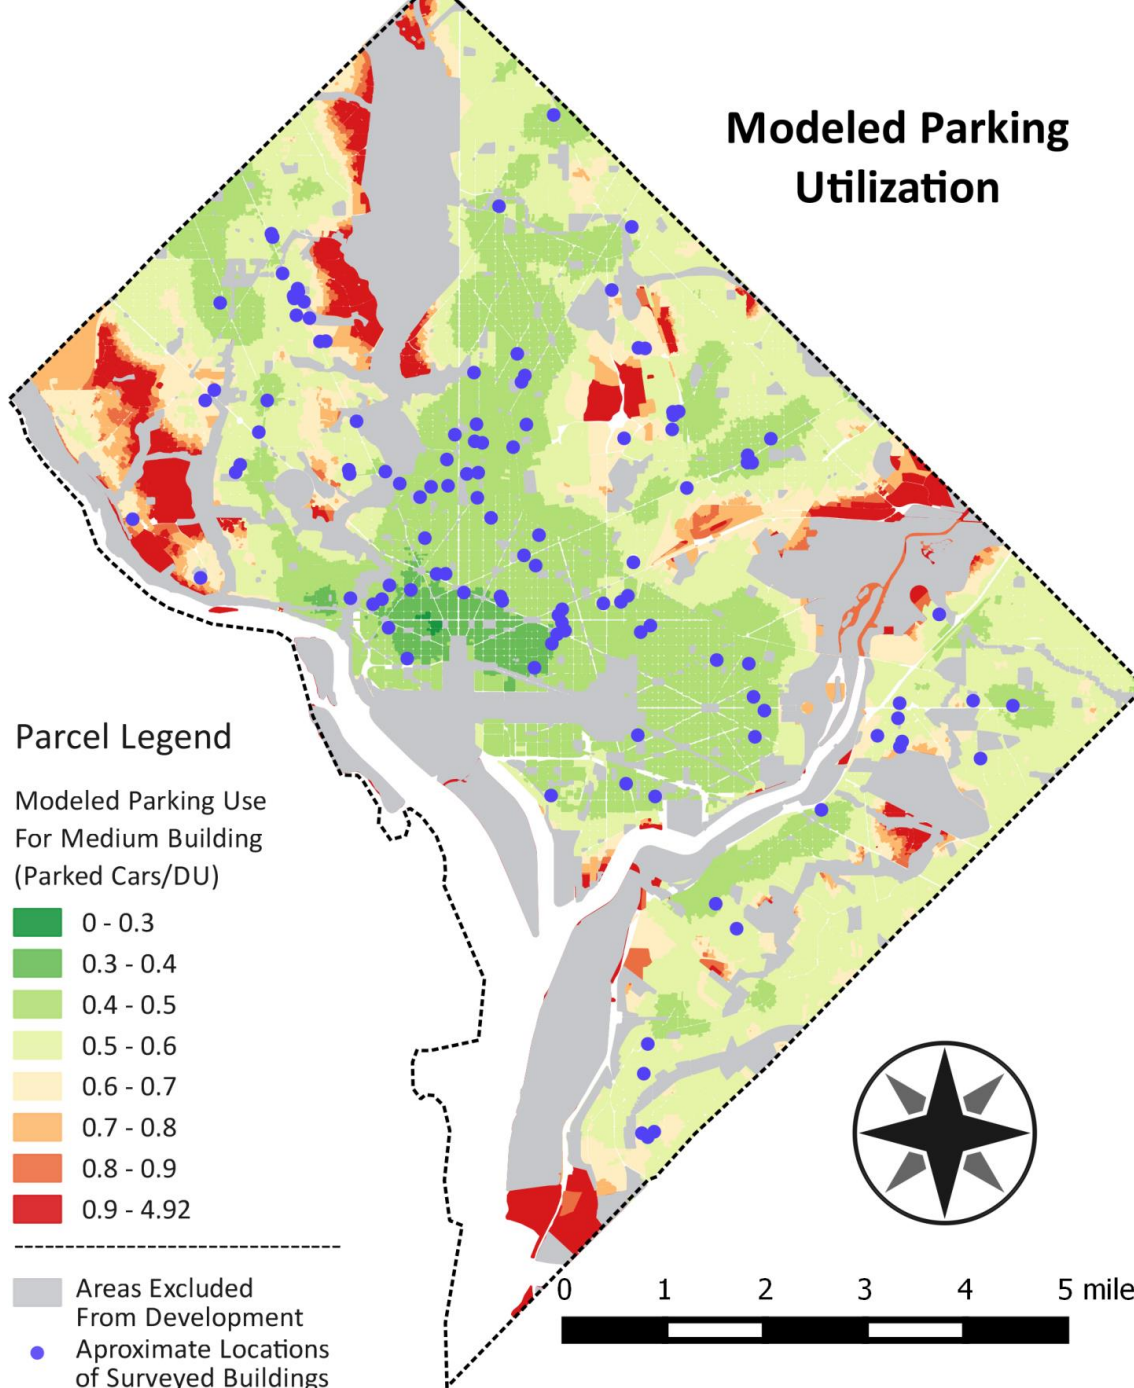 Modeled Parking
Utilization
Parcel Legend
Modeled Parking Use
For Medium Building
(Parked Cars/DU)
0 - 0.3
0.3 - 0.4
0.4 - 0.5
0.5 - 0.6
0.6 - 0.7
0.7 - 0.8
0.8 - 0.9
0.9 - 4.92
Areas Excluded
From Development
Aproximate Locations
of Surveyed Buildings
0 1 2 3 4 5 mile